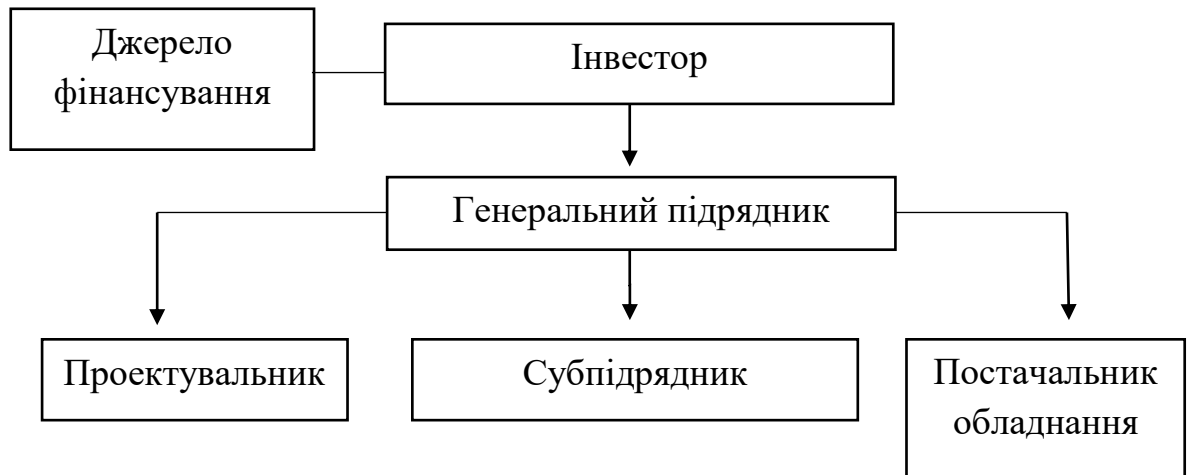 Джерело
фінансування
Інвестор
Генеральний підрядник
Проектувальник
Субпідрядник
Постачальник
обладнання